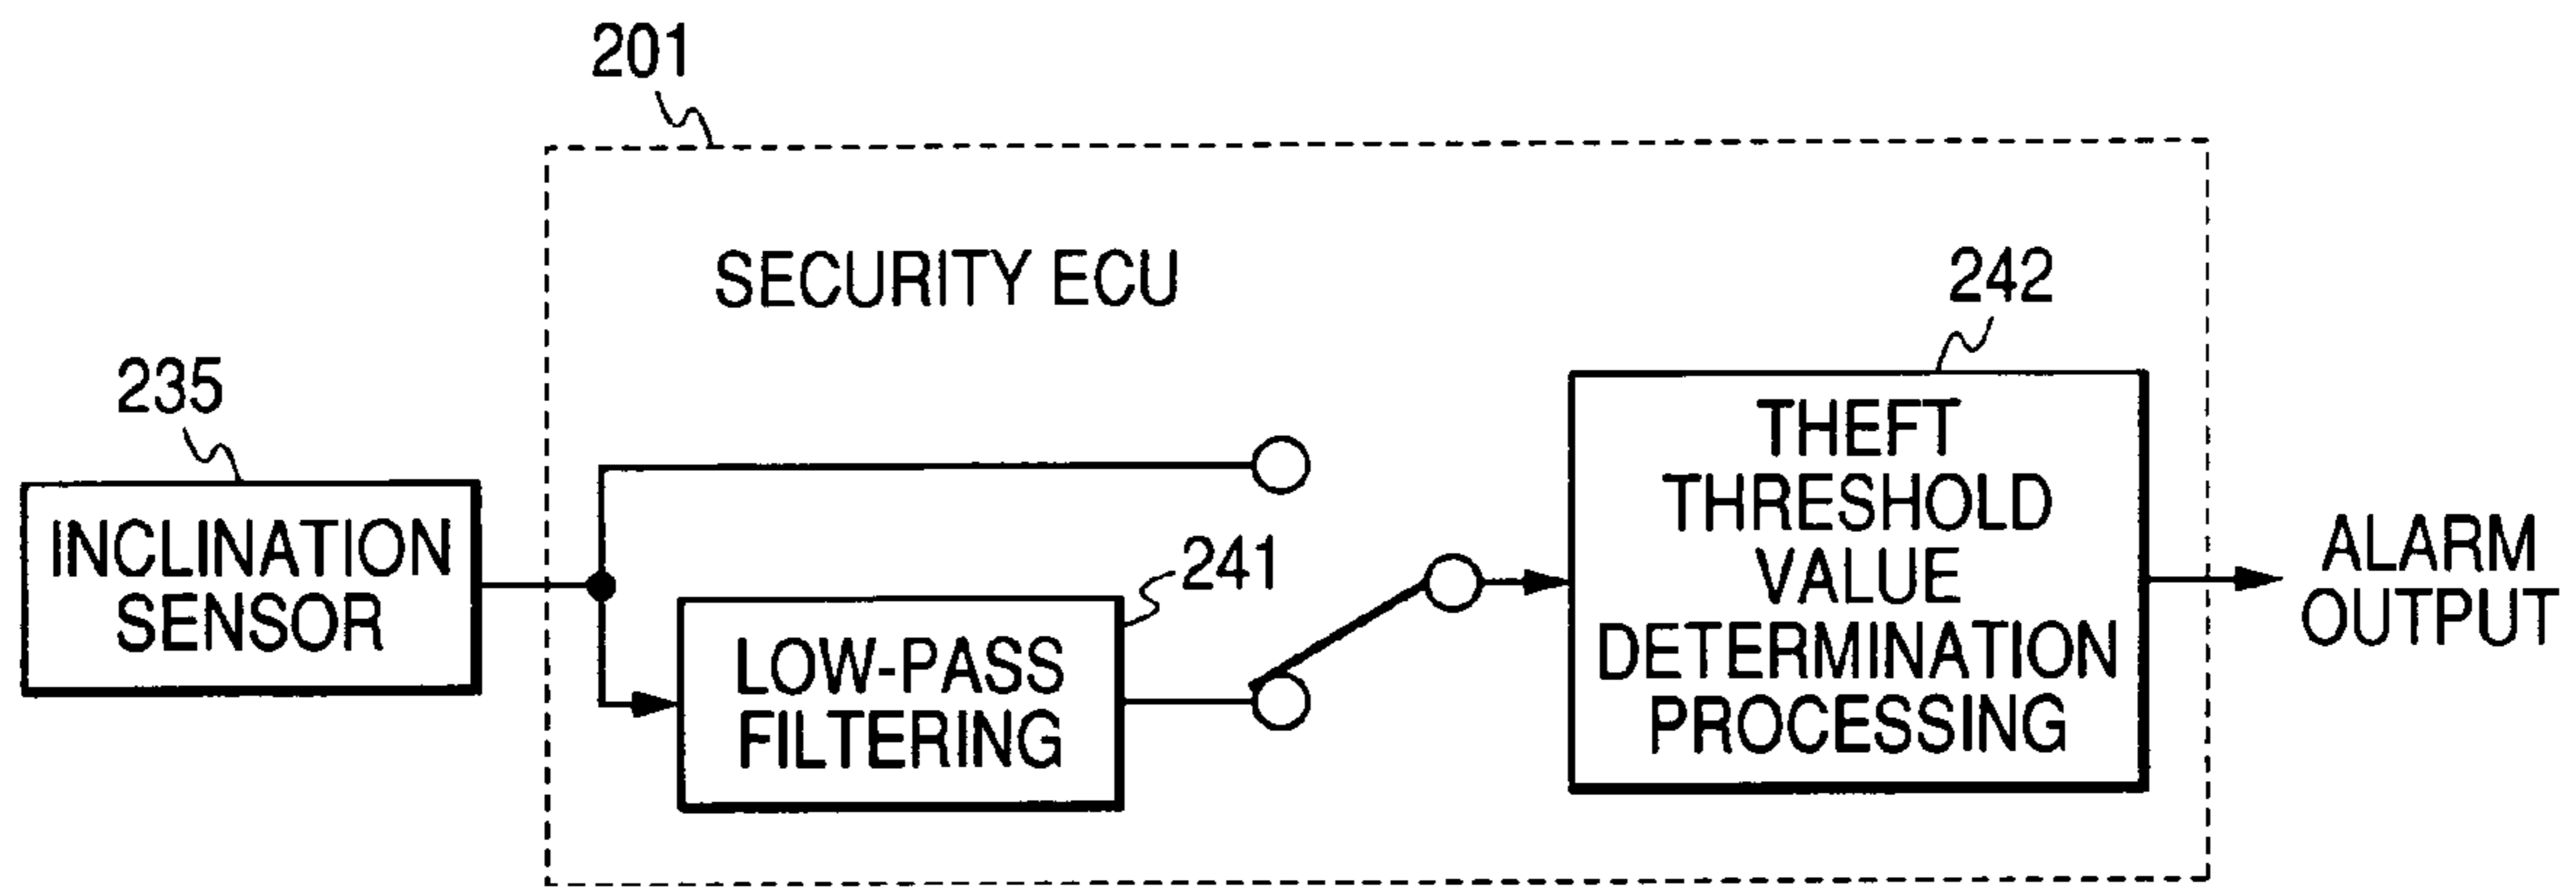 201
SECURITY ECU
242
235
INCLINATION
SENSOR
241
LOW-PASS
FILTERING
THEFT
THRESHOLD
VALUE
DETERMINATION
PROCESSING
ALARM
OUTPUT